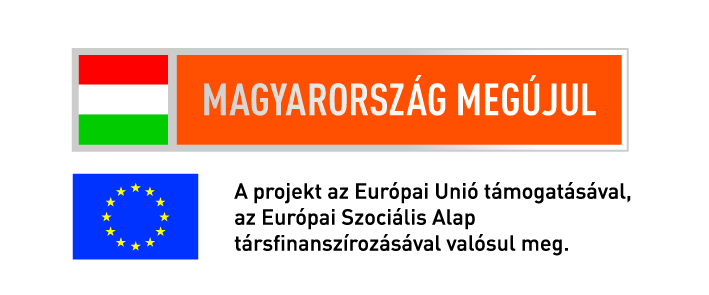 MAGYARORSZÁG MEGÚJUL
A projekt az Európai Unió támogatásával,
az Európai Szociális Alap
társfinanszírozásával valósul meg.